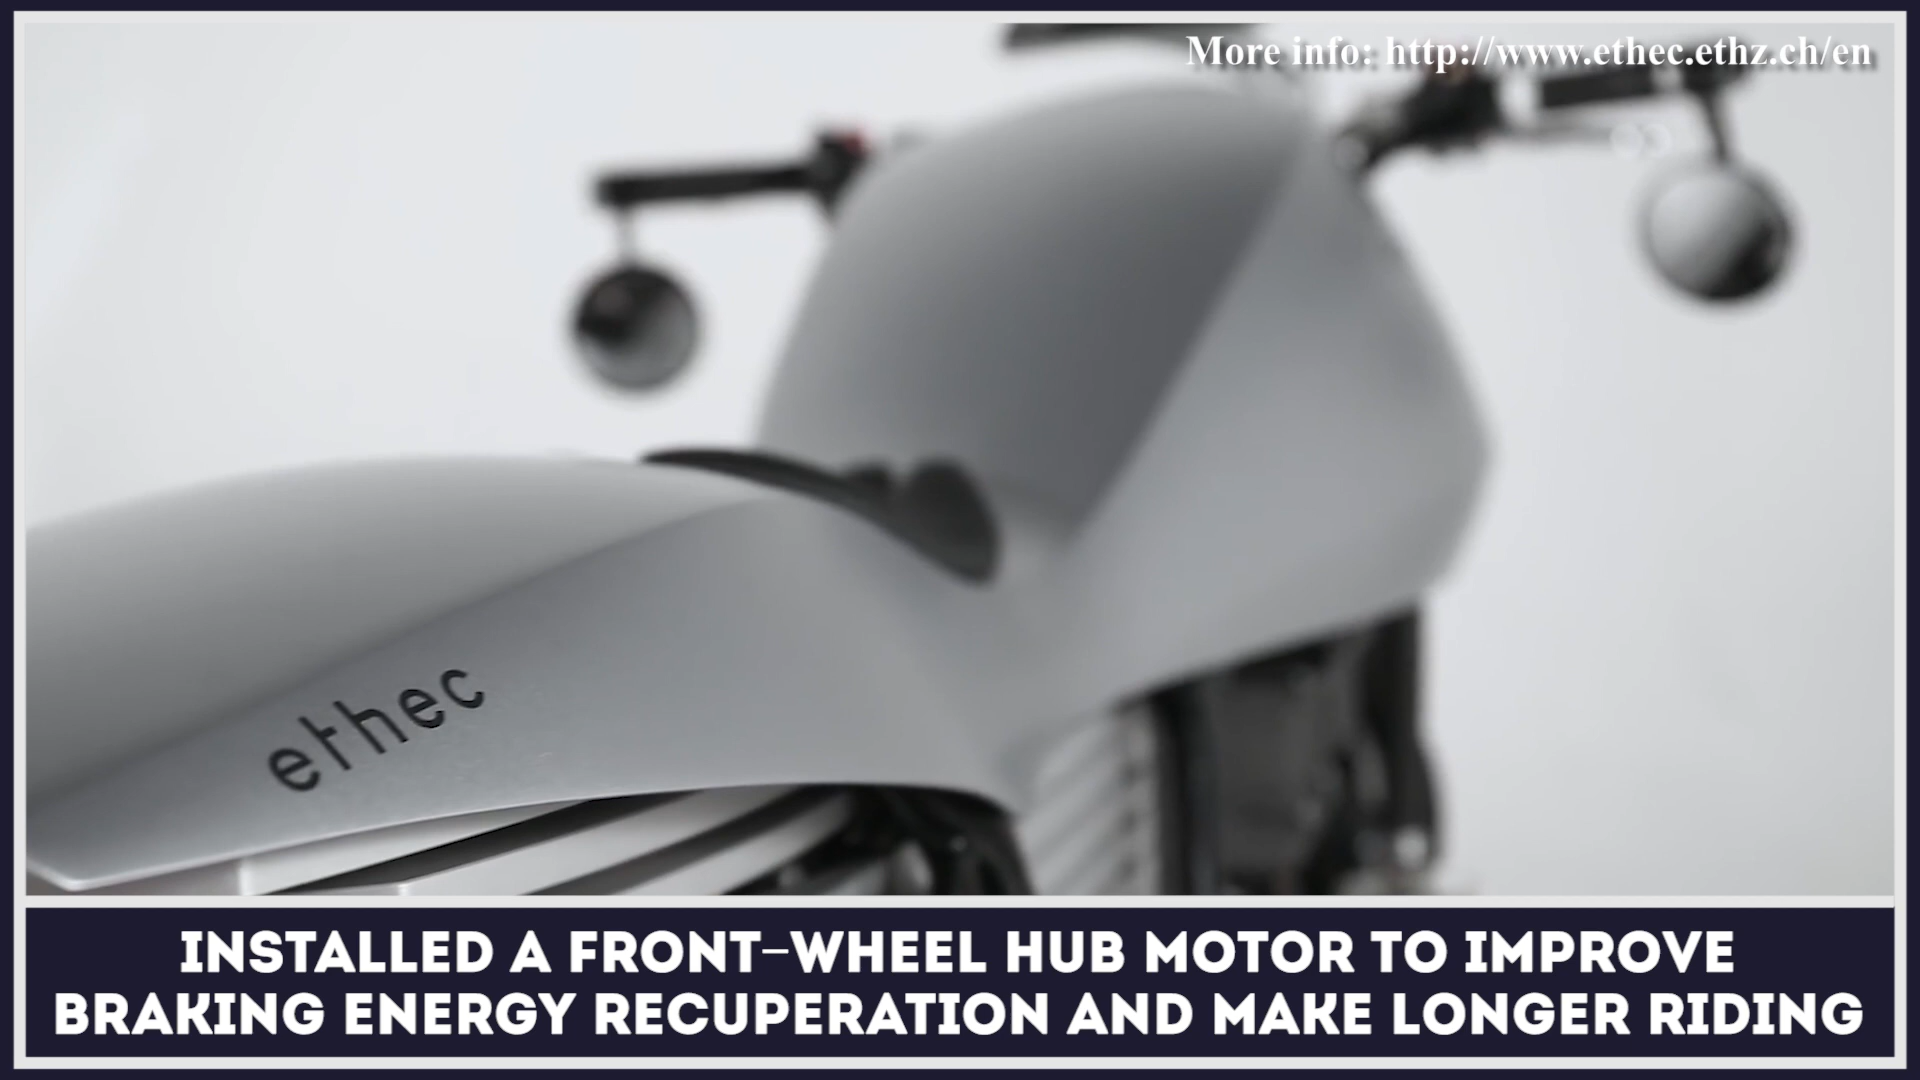 More info: http://www.ethec.ethz.ch/en
ethec
INSTALLED A FRONT–WHEEL HUB MOTOR TO IMPROVE
BRAKING ENERGY RECUPERATION AND MAKE LONGER RIDING